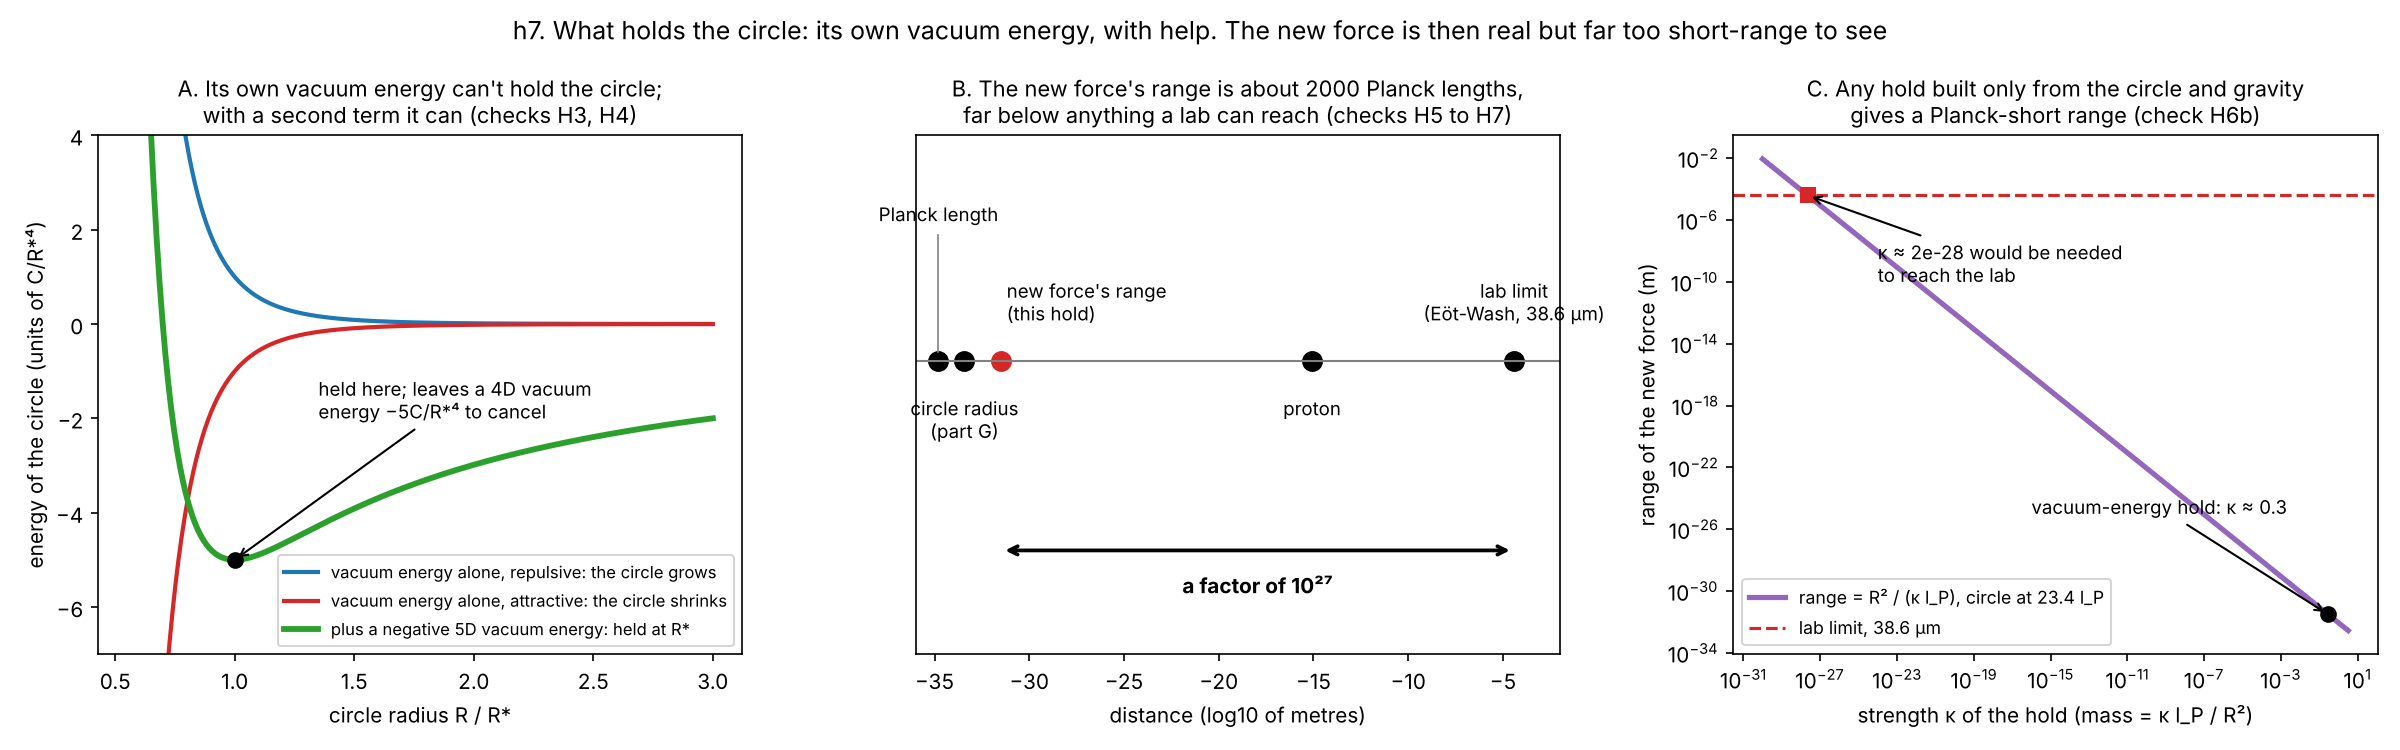 h7. What holds the circle: its own vacuum energy, with help. The new force is then real but far too short-range to see
A. Its own vacuum energy can't hold the circle;
with a second term it can (checks H3, H4)
energy of the circle (units of C/R*⁴)
4
2
0
−2
−4
−6
held here; leaves a 4D vacuum
energy −5C/R*⁴ to cancel
vacuum energy alone, repulsive: the circle grows
vacuum energy alone, attractive: the circle shrinks
plus a negative 5D vacuum energy: held at R*
0.5 1.0 1.5 2.0 2.5 3.0
circle radius R / R*
B. The new force's range is about 2000 Planck lengths,
far below anything a lab can reach (checks H5 to H7)
Planck length
new force's range
(this hold)
lab limit
(Eöt-Wash, 38.6 µm)
circle radius
(part G)
proton
a factor of 10²⁷
−35 −30 −25 −20 −15 −10 −5
distance (log10 of metres)
C. Any hold built only from the circle and gravity
gives a Planck-short range (check H6b)
range of the new force (m)
10⁻²
10⁻⁶
10⁻¹⁰
10⁻¹⁴
10⁻¹⁸
10⁻²²
10⁻²⁶
10⁻³⁰
10⁻³⁴
κ ≈ 2e-28 would be needed
to reach the lab
vacuum-energy hold: κ ≈ 0.3
range = R² / (κ l_P), circle at 23.4 l_P
lab limit, 38.6 µm
10⁻³¹ 10⁻²⁷ 10⁻²³ 10⁻¹⁹ 10⁻¹⁵ 10⁻¹¹ 10⁻⁷ 10⁻³ 10¹
strength κ of the hold (mass = κ l_P / R²)